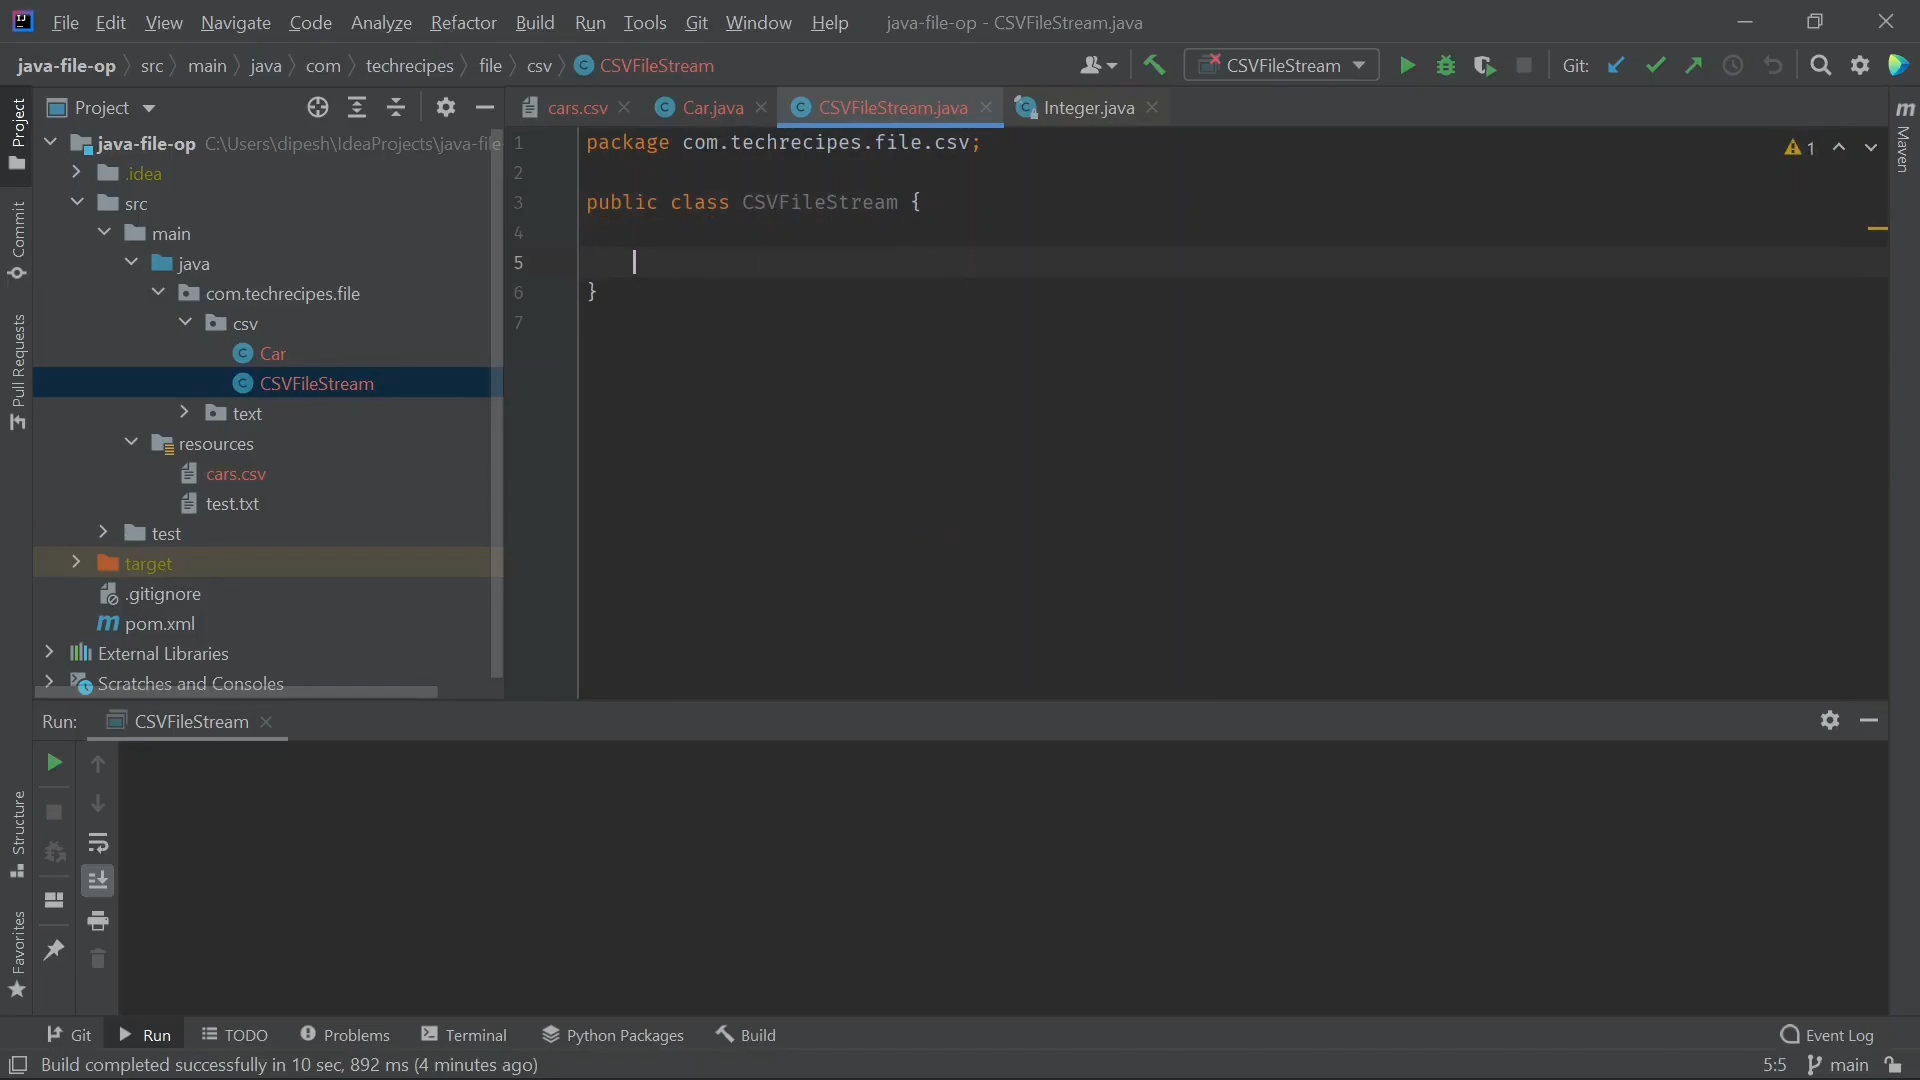 File Edit View Navigate Code Analyze Refactor Build Run Tools Git Window Help java-file-op - CSVFileStream.java
java-file-op src main java com techrecipes file csv CSVFileStream CSVFileStream Git:
Project cars.csv Car.java CSVFileStream.java Integer.java
Project
Commit
Pull Requests
Structure
Favorites
java-file-op C:\Users\dipesh\IdeaProjects\java-file
.idea
src
main
java
com.techrecipes.file
csv
Car
CSVFileStream
text
resources
cars.csv
test.txt
test
target
.gitignore
pom.xml
External Libraries
Scratches and Consoles
1 package com.techrecipes.file.csv;
2
3 public class CSVFileStream {
4
5
6 }
7
1
m Maven
Run: CSVFileStream
Git Run TODO Problems Terminal Python Packages Build Event Log
Build completed successfully in 10 sec, 892 ms (4 minutes ago) 5:5 main